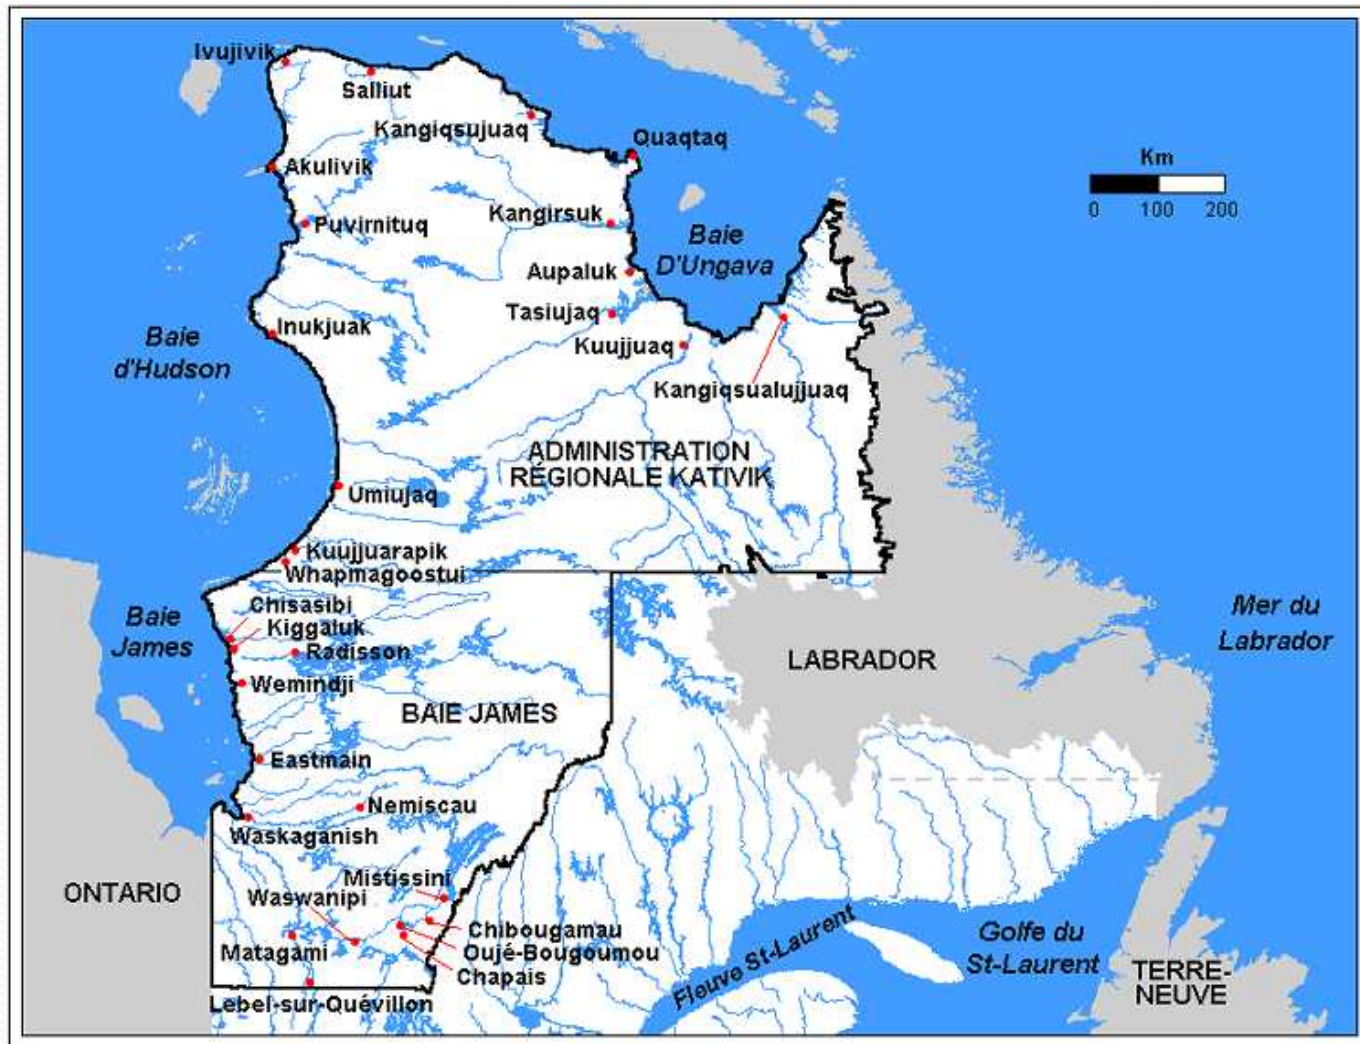 Ivujivik
Salliut
Kangiqsujuaq
Quaqtaq
Km
0 100 200
Akulivik
Puvirnituq
Kangirsuk
Baie
D'Ungava
Aupaluk
Tasiujaq
Inukjuak
Baie
d'Hudson
Kuujjuaq
Kangiqsualujjuaq
ADMINISTRATION
RÉGIONALE KATIVIK
Umiujaq
Kuujjuarapik
Whapmagoostui
Chisasibi
Baie
James
Kiggaluk
Radisson
Mer du
Labrador
LABRADOR
Wemindji
BAIE JAMES
Eastmain
Nemiscau
Waskaganish
ONTARIO
Mistissini
Waswanipi
Chibougamau
Matagami
Oujé-Bougoumou
Chapais
Fleuve St-Laurent
Golfe du
St-Laurent
TERRE-
NEUVE
Lebel-sur-Quévillon